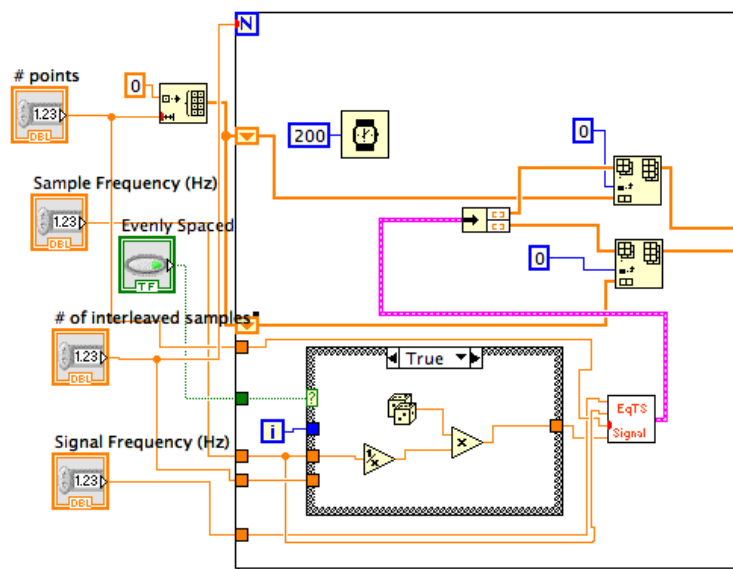 N
# points
1.23
DBL
0
200
0
Sample Frequency (Hz)
1.23
DBL
Evenly Spaced
TF
0
# of interleaved samples
1.23
DBL
True
?
i
EqTS
Signal
Signal Frequency (Hz)
1.23
DBL
1/x
x